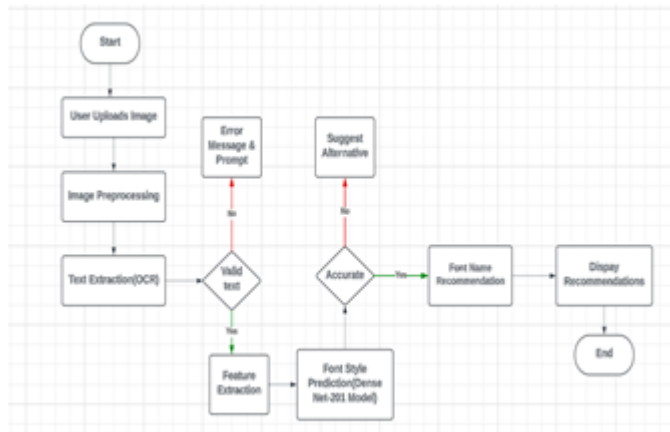 Start
User Uploads Image
Image Preprocessing
Text Extraction(OCR)
Valid
text
No
Error
Message &
Prompt
Yes
Feature
Extraction
Font Style
Prediction(Dense
Net-201 Model)
Accurate
No
Suggest
Alternative
Yes
Font Name
Recommendation
Dispay
Recommendations
End